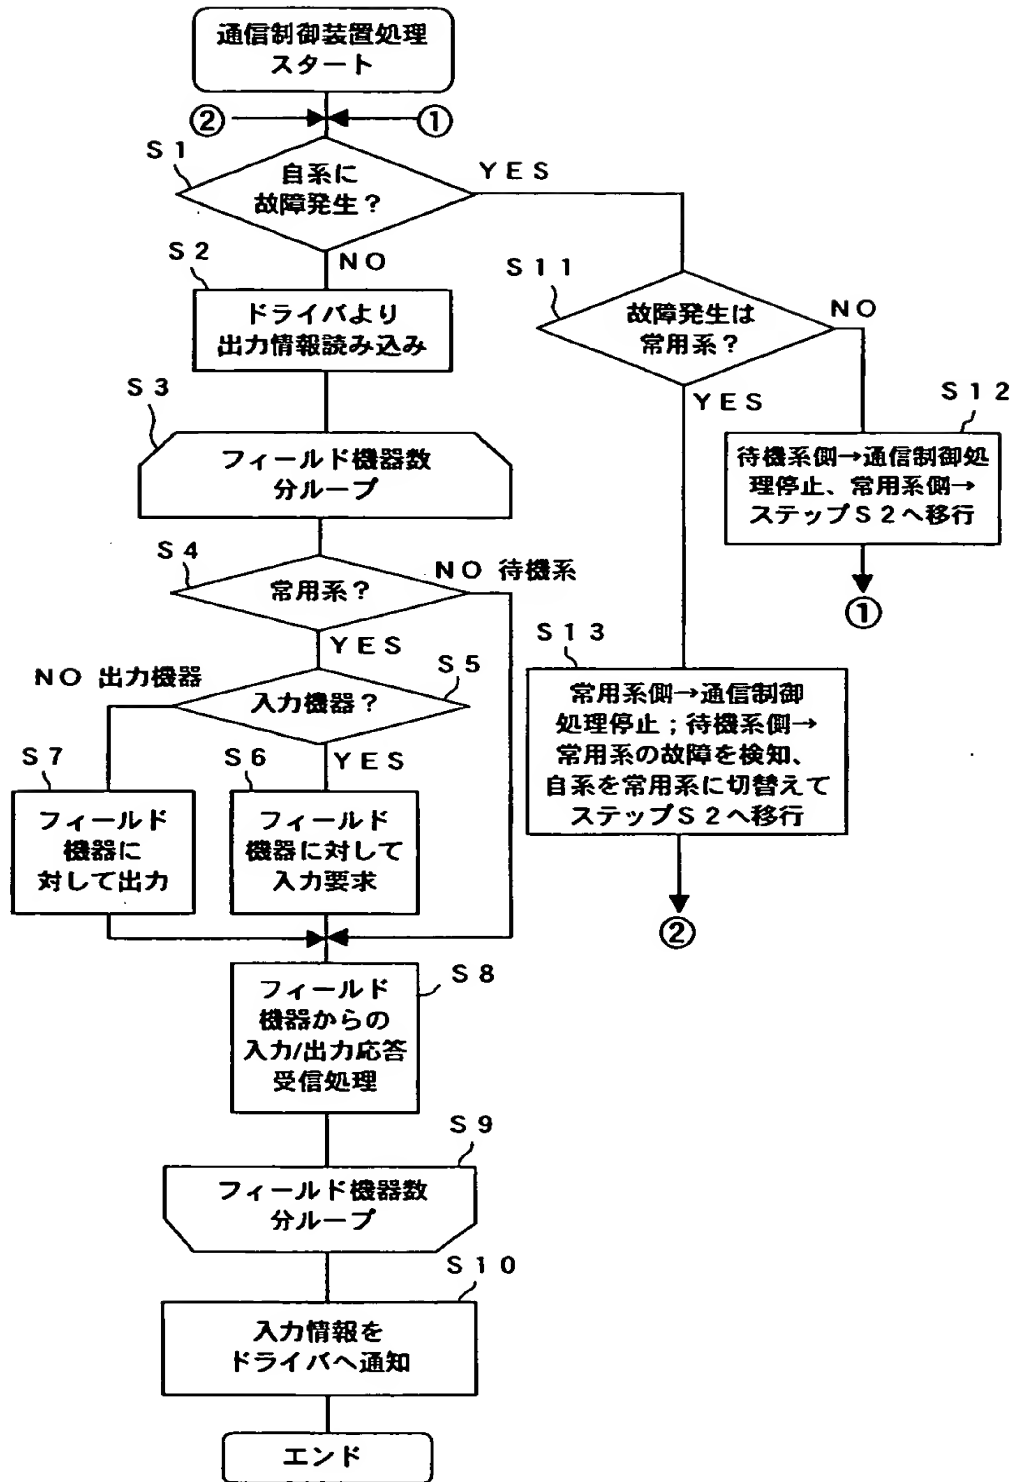 通信制御装置処理
スタート
②
①
S1
自系に
故障発生?
YES
NO
S2
ドライバより
出力情報読み込み
S3
フィールド機器数
分ループ
S4
常用系?
NO 待機系
YES
S5
入力機器?
NO 出力機器
YES
S7
フィールド
機器に
対して出力
S6
フィールド
機器に対して
入力要求
S8
フィールド
機器からの
入力/出力応答
受信処理
S9
フィールド機器数
分ループ
S10
入力情報を
ドライバへ通知
エンド
S11
故障発生は
常用系?
NO
YES
S12
待機系側→通信制御処
理停止、常用系側→
ステップS2へ移行
①
S13
常用系側→通信制御
処理停止;待機系側→
常用系の故障を検知、
自系を常用系に切替えて
ステップS2へ移行
②